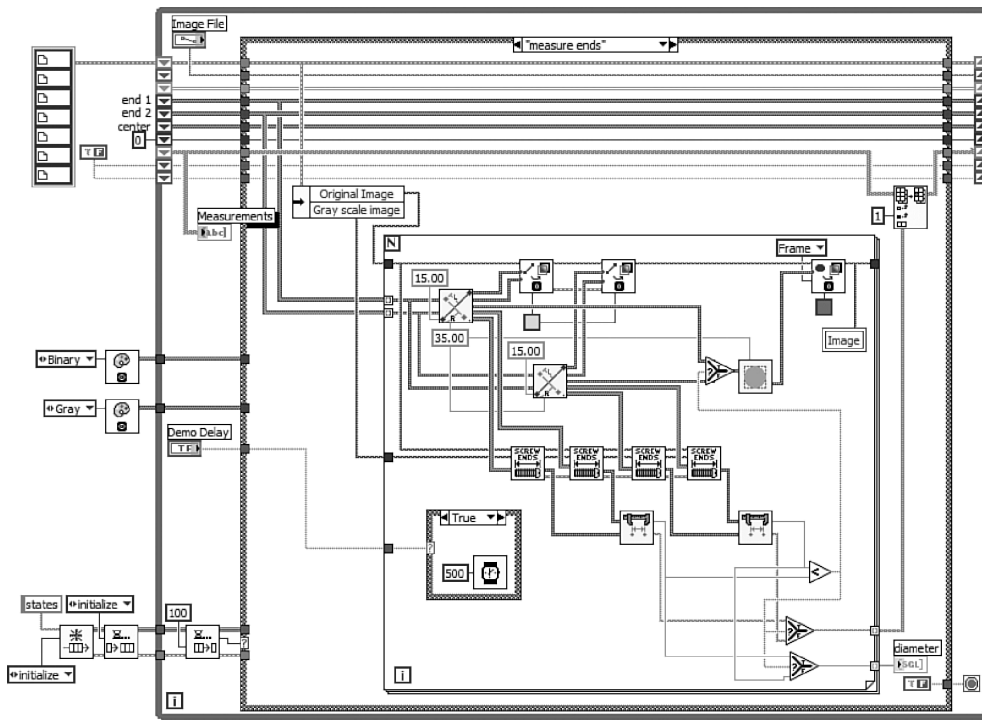 Image File
"measure ends"
end 1
end 2
center
0
T F
Original Image
Gray scale image
Measurements
Abc
1
N
Frame
15.00
L
R
35.00
15.00
L
R
Image
Binary
Gray
Demo Delay
TF
SCREW ENDS
SCREW ENDS
SCREW ENDS
SCREW ENDS
True
500
states
initialize
100
initialize
diameter
SGL
T F
i
i